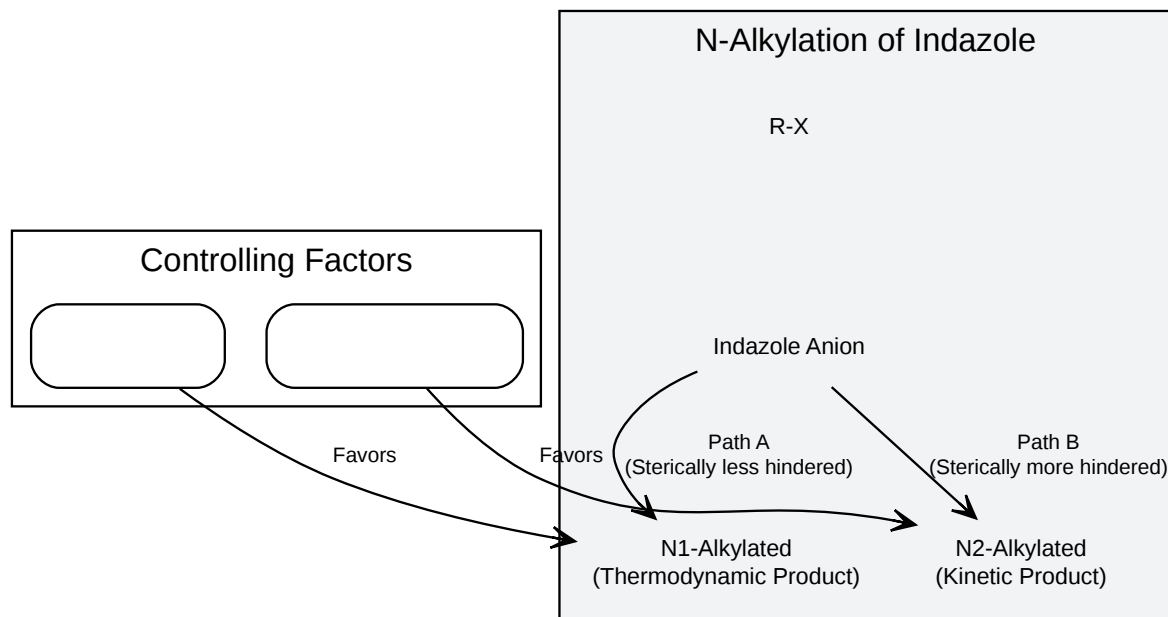 N-Alkylation of Indazole
R-X
Controlling Factors
Indazole Anion
Favors
Favors
Path A
(Sterically less hindered)
Path B
(Sterically more hindered)
N1-Alkylated
(Thermodynamic Product)
N2-Alkylated
(Kinetic Product)